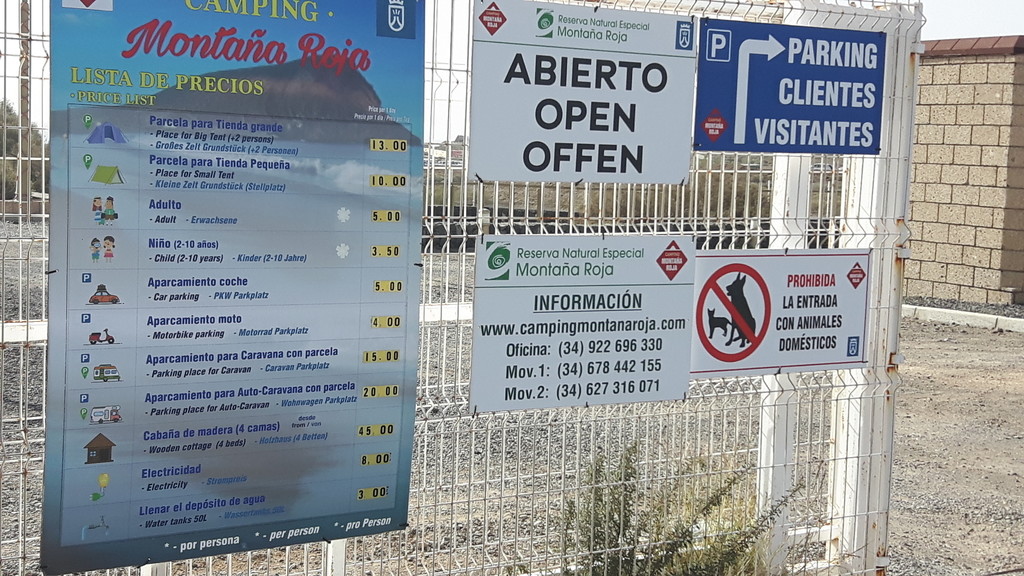 CAMPING ·
Montaña Roja
LISTA DE PRECIOS
· PRICE LIST
Parcela para Tienda grande
- Place for Big Tent (+2 persons)
- Großes Zelt Grundstück (+2 Personen)
13.00
Parcela para Tienda Pequeña
- Place for Small Tent
- Kleine Zelt Grundstück (Stellplatz)
10.00
Adulto
- Adult - Erwachsene
5.00
Niño (2-10 años)
- Child (2-10 years) - Kinder (2-10 Jahre)
3.50
Aparcamiento coche
- Car parking - PKW Parkplatz
5.00
Aparcamiento moto
- Motorbike parking - Motorrad Parkplatz
4.00
Aparcamiento para Caravana con parcela
- Parking place for Caravan - Caravan Parkplatz
15.00
Aparcamiento para Auto-Caravana con parcela
- Parking place for Auto-Caravan - Wohnwagen Parkplatz
20.00
Cabaña de madera (4 camas) desde
from / von
- Wooden cottage (4 beds) - Holzhaus (4 Betten)
45.00
Electricidad
- Electricity - Strompreis
8.00
Llenar el depósito de agua
- Water tanks 50L - Wassertanks 50L
3.00
* - por persona * - per person * - pro Person
Reserva Natural Especial
Montaña Roja
ABIERTO
OPEN
OFFEN
P PARKING
CLIENTES
VISITANTES
Reserva Natural Especial
Montaña Roja
INFORMACIÓN
www.campingmontanaroja.com
Oficina: (34) 922 696 330
Mov.1: (34) 678 442 155
Mov.2: (34) 627 316 071
PROHIBIDA
LA ENTRADA
CON ANIMALES
DOMÉSTICOS